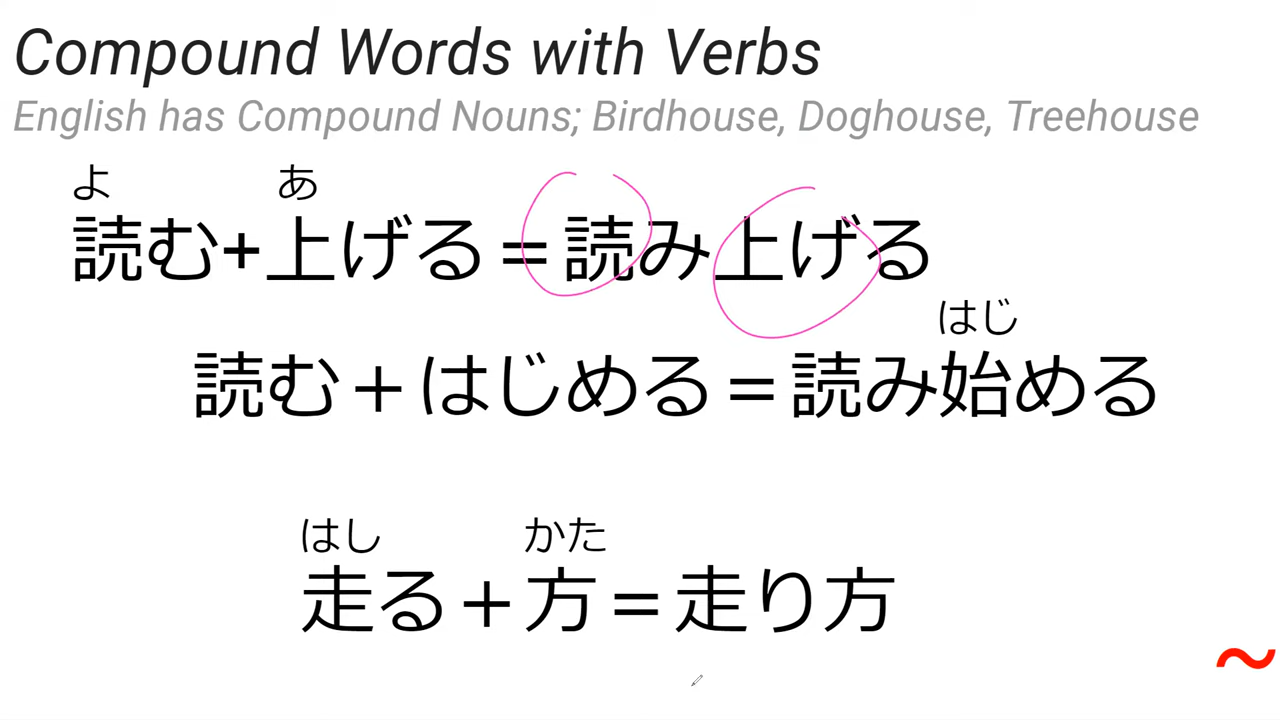 Compound Words with Verbs
English has Compound Nouns; Birdhouse, Doghouse, Treehouse
よ あ
読む+上げる=読み上げる
はじ
読む+はじめる=読み始める
はし かた
走る+方=走り方
~